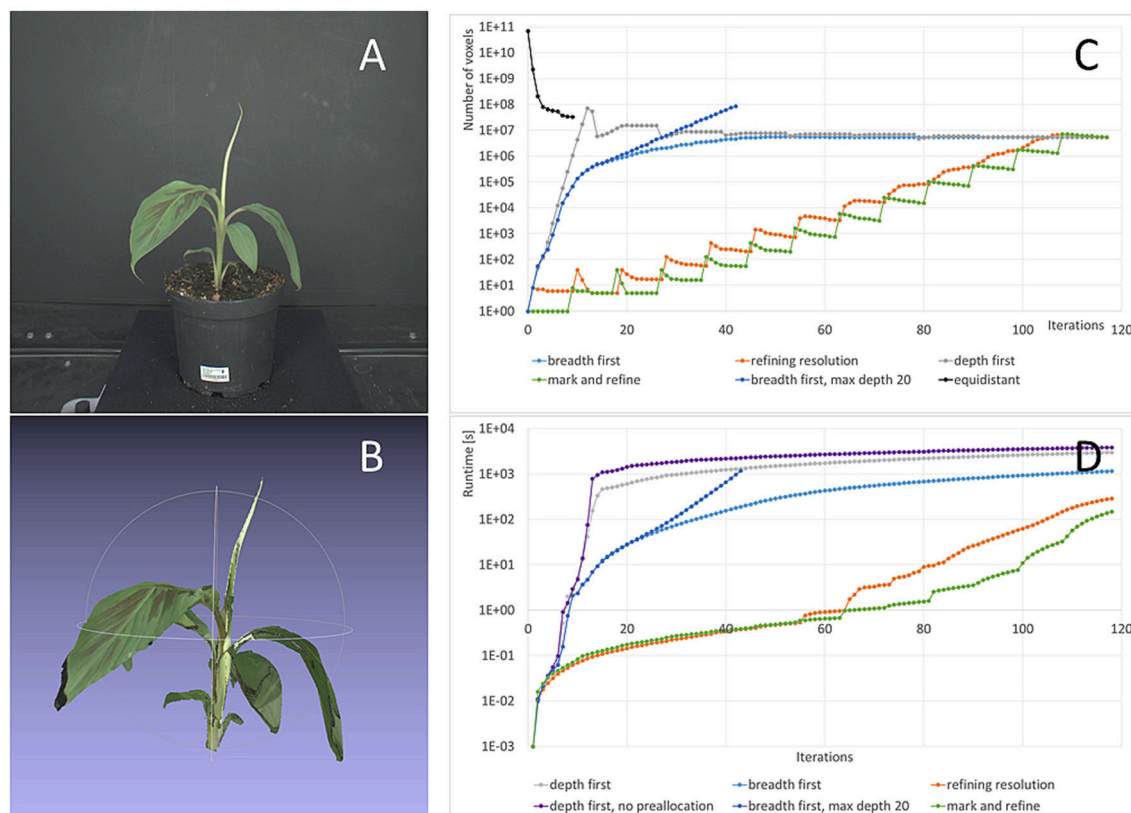 A
B
C
Number of voxels
1E+11
1E+10
1E+09
1E+08
1E+07
1E+06
1E+05
1E+04
1E+03
1E+02
1E+01
1E+00
0 20 40 60 80 100 120
Iterations
breadth first refining resolution depth first
mark and refine breadth first, max depth 20 equidistant
D
Runtime [s]
1E+04
1E+03
1E+02
1E+01
1E+00
1E-01
1E-02
1E-03
0 20 40 60 80 100 120
Iterations
depth first breadth first refining resolution
depth first, no preallocation breadth first, max depth 20 mark and refine